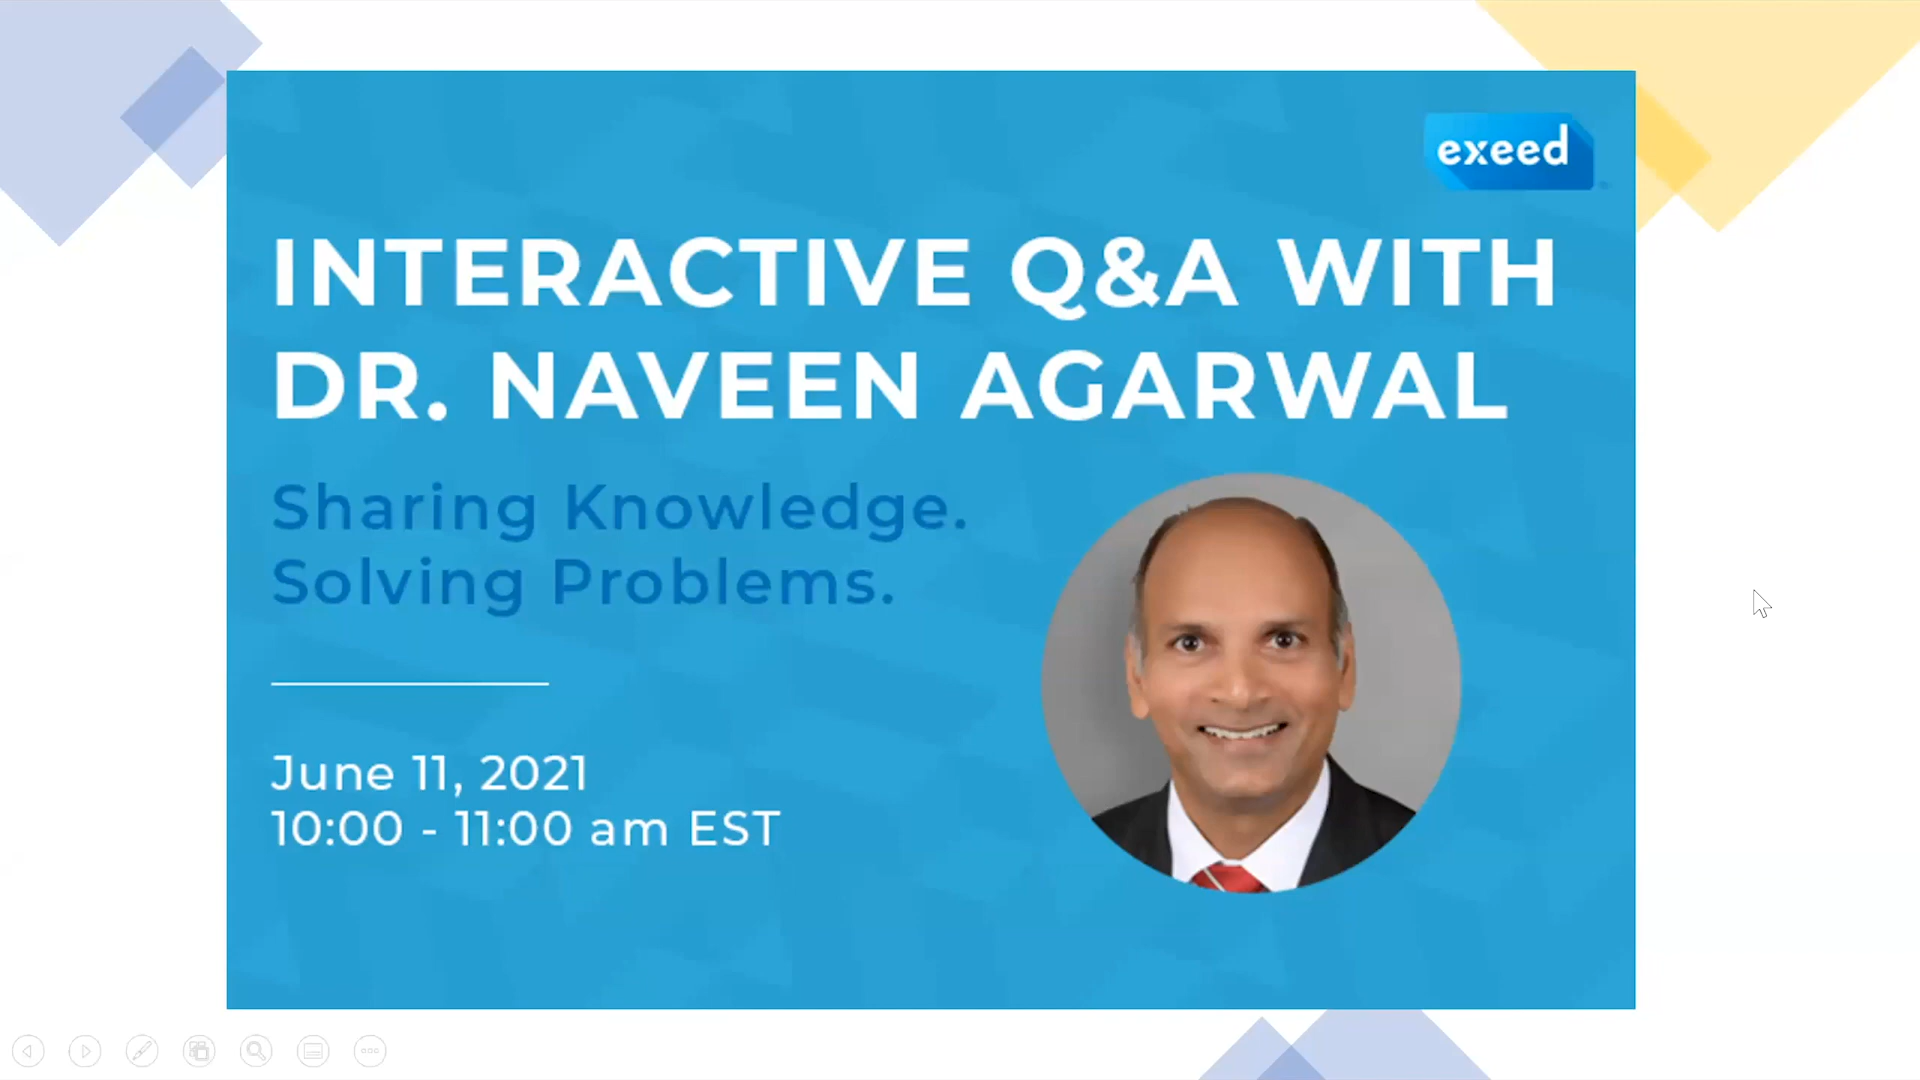 exeed
INTERACTIVE Q&A WITH
DR. NAVEEN AGARWAL
Sharing Knowledge.
Solving Problems.
June 11, 2021
10:00 - 11:00 am EST